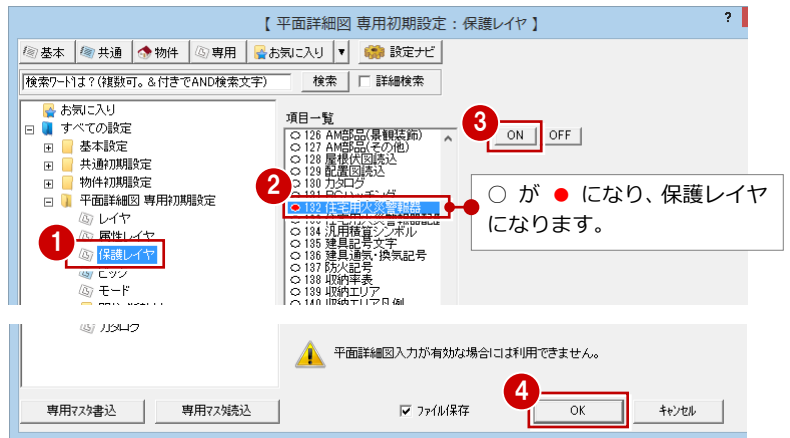 【 平面詳細図 専用初期設定：保護レイヤ 】 ?
基本 共通 物件 専用 お気に入り ▼ 設定ナビ
検索ワードは？(複数可。&付きでAND検索文字) 検索 詳細検索
お気に入り
すべての設定
基本設定
共通初期設定
物件初期設定
平面詳細図 専用初期設定
レイヤ
属性レイヤ
1
保護レイヤ
モード
カタログ
項目一覧
126 AM部品(景観装飾)
127 AM部品(その他)
128 屋根伏図読込
129 配置図読込
130 カタログ
2
132 住宅用火災警報器
134 汎用積算シンボル
135 建具記号文字
136 建具通気・換気記号
137 防火記号
138 収納率表
139 収納エリア
140 収納エリア凡例
3
ON OFF
○ が ● になり、保護レイヤ
になります。
平面詳細図入力が有効な場合には利用できません。
4
専用マスタ書込 専用マスタ読込 ファイル保存 OK キャンセル